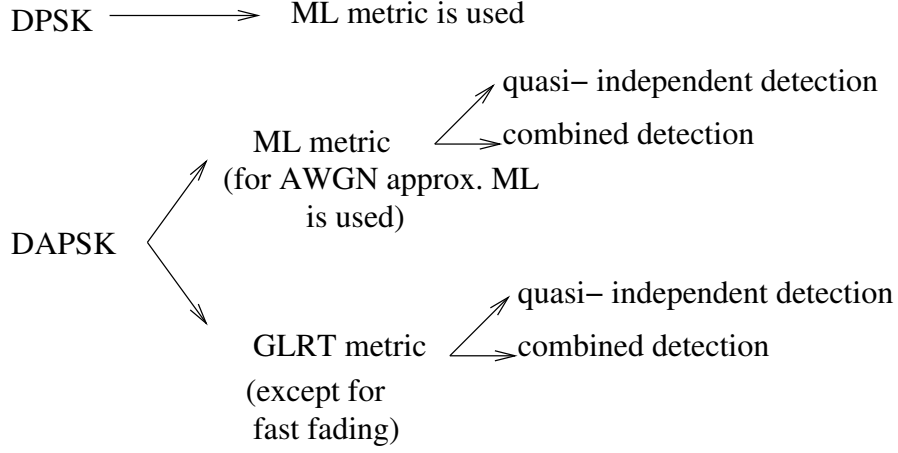 DPSK ML metric is used
quasi− independent detection
combined detection
ML metric
(for AWGN approx. ML
is used)
DAPSK
quasi− independent detection
combined detection
GLRT metric
(except for
fast fading)